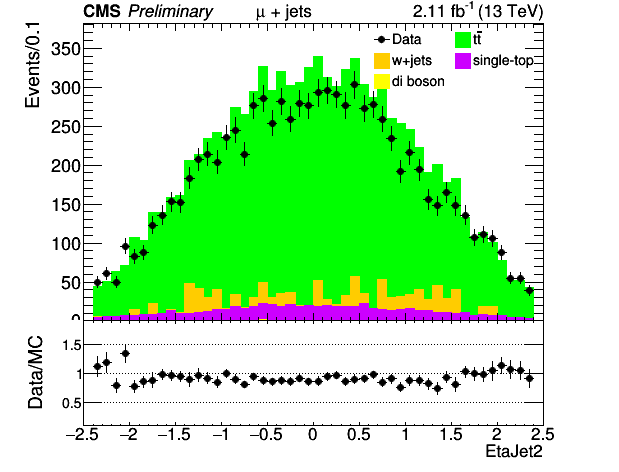 CMS Preliminary μ + jets 2.11 fb⁻¹ (13 TeV)
Events/0.1
350
300
250
200
150
100
50
0
Data
tt̄
w+jets
single-top
di boson
Data/MC
1.5
1
0.5
−2.5 −2 −1.5 −1 −0.5 0 0.5 1 1.5 2 2.5
EtaJet2